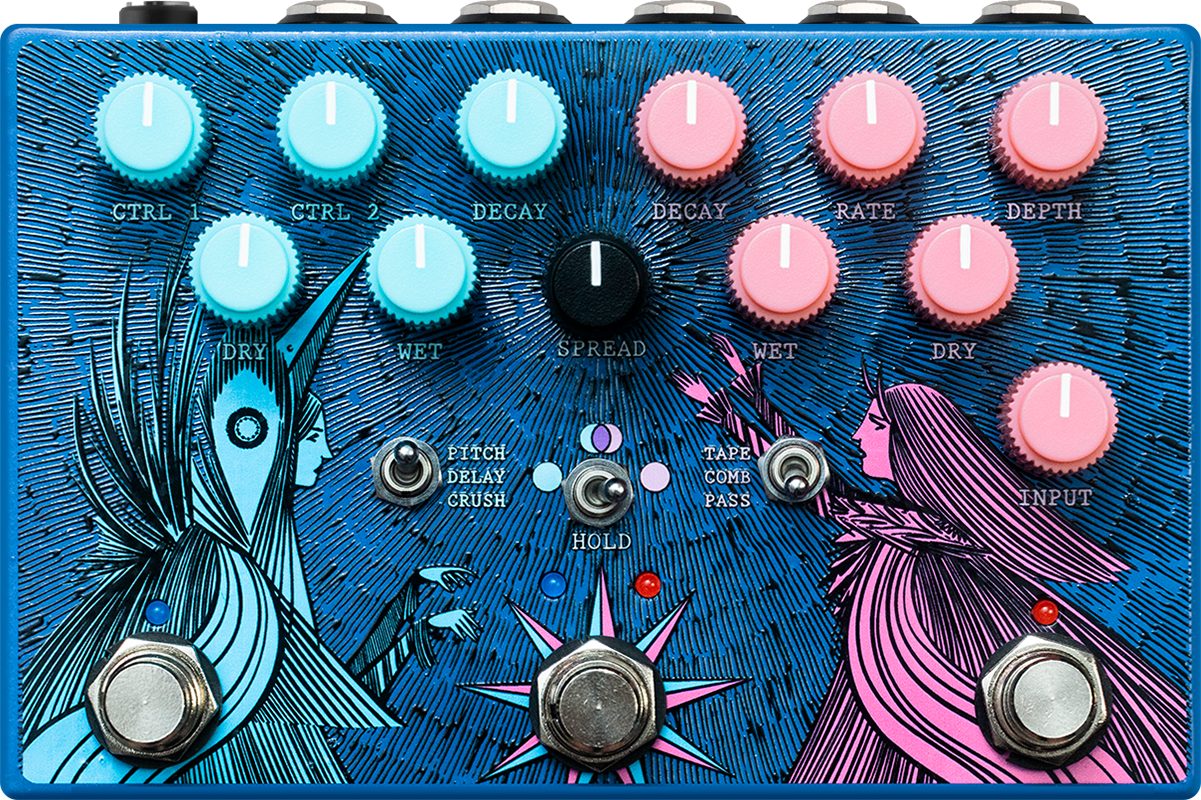 CTRL 1 CTRL 2 DECAY DECAY RATE DEPTH
DRY WET SPREAD WET DRY
PITCH
DELAY
CRUSH
TAPE
COMB
PASS
INPUT
HOLD